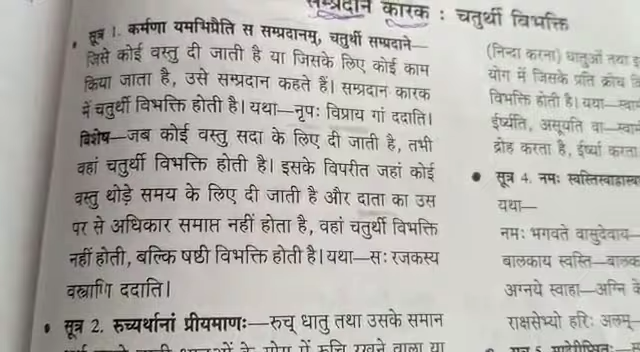 सम्प्रदान कारक : चतुर्थी विभक्ति
• सूत्र 1. कर्मणा यमभिप्रैति स सम्प्रदानम्, चतुर्थी सम्प्रदाने—
जिसे कोई वस्तु दी जाती है या जिसके लिए कोई काम
किया जाता है, उसे सम्प्रदान कहते हैं। सम्प्रदान कारक
में चतुर्थी विभक्ति होती है। यथा—नृपः विप्राय गां ददाति।
विशेष—जब कोई वस्तु सदा के लिए दी जाती है, तभी
वहां चतुर्थी विभक्ति होती है। इसके विपरीत जहां कोई
वस्तु थोड़े समय के लिए दी जाती है और दाता का उस
पर से अधिकार समाप्त नहीं होता है, वहां चतुर्थी विभक्ति
नहीं होती, बल्कि षष्ठी विभक्ति होती है। यथा—सः रजकस्य
वस्त्राणि ददाति।
• सूत्र 2. रुच्यर्थानां प्रीयमाणः—रुच् धातु तथा उसके समान
के योग में रुचि रखने वाला या
(निन्दा करना) धातुओं तथा
योग में जिसके प्रति क्रोध
विभक्ति होती है। यथा—
ईर्ष्यति, असूयति वा—
द्रोह करता है, ईर्ष्या करता
• सूत्र 4. नमः
यथा—
नमः भगवते वासुदेवाय—
बालकाय स्वस्ति—बालक
अग्नये स्वाहा—अग्नि के
राक्षसेभ्यो हरिः अलम्—